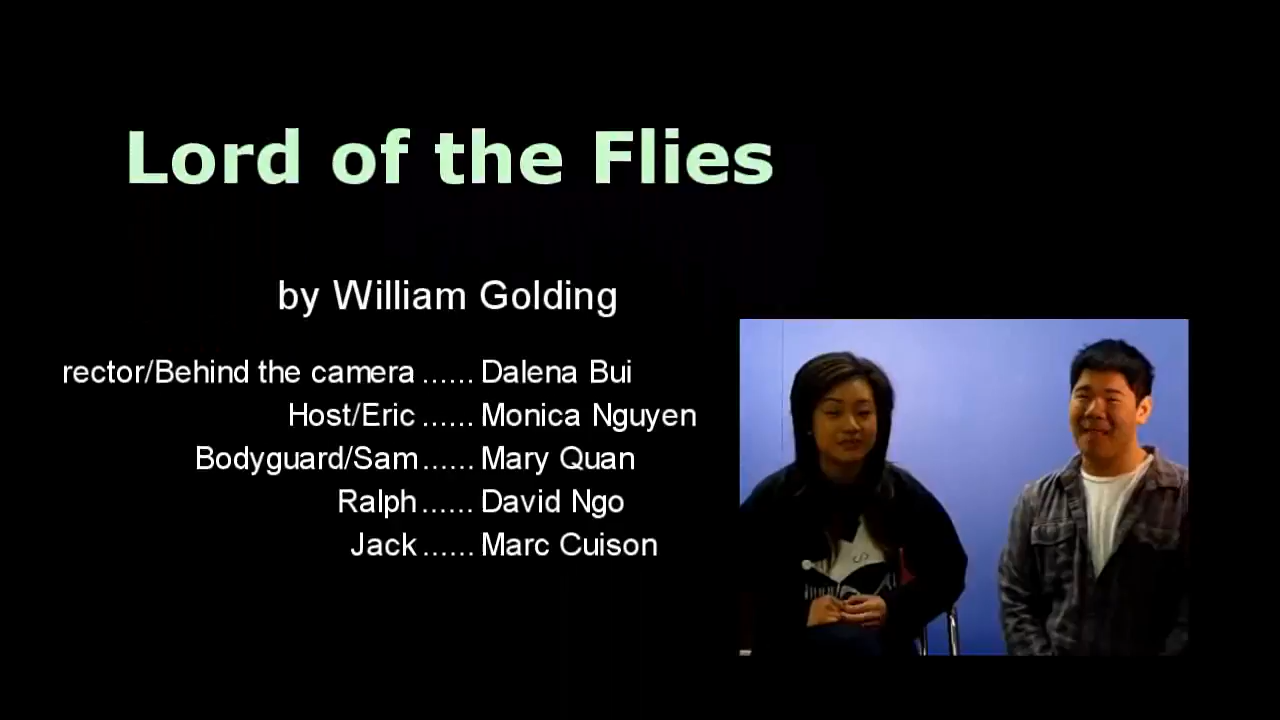 Lord of the Flies
by William Golding
rector/Behind the camera ...... Dalena Bui
Host/Eric ...... Monica Nguyen
Bodyguard/Sam ...... Mary Quan
Ralph ...... David Ngo
Jack ...... Marc Cuison